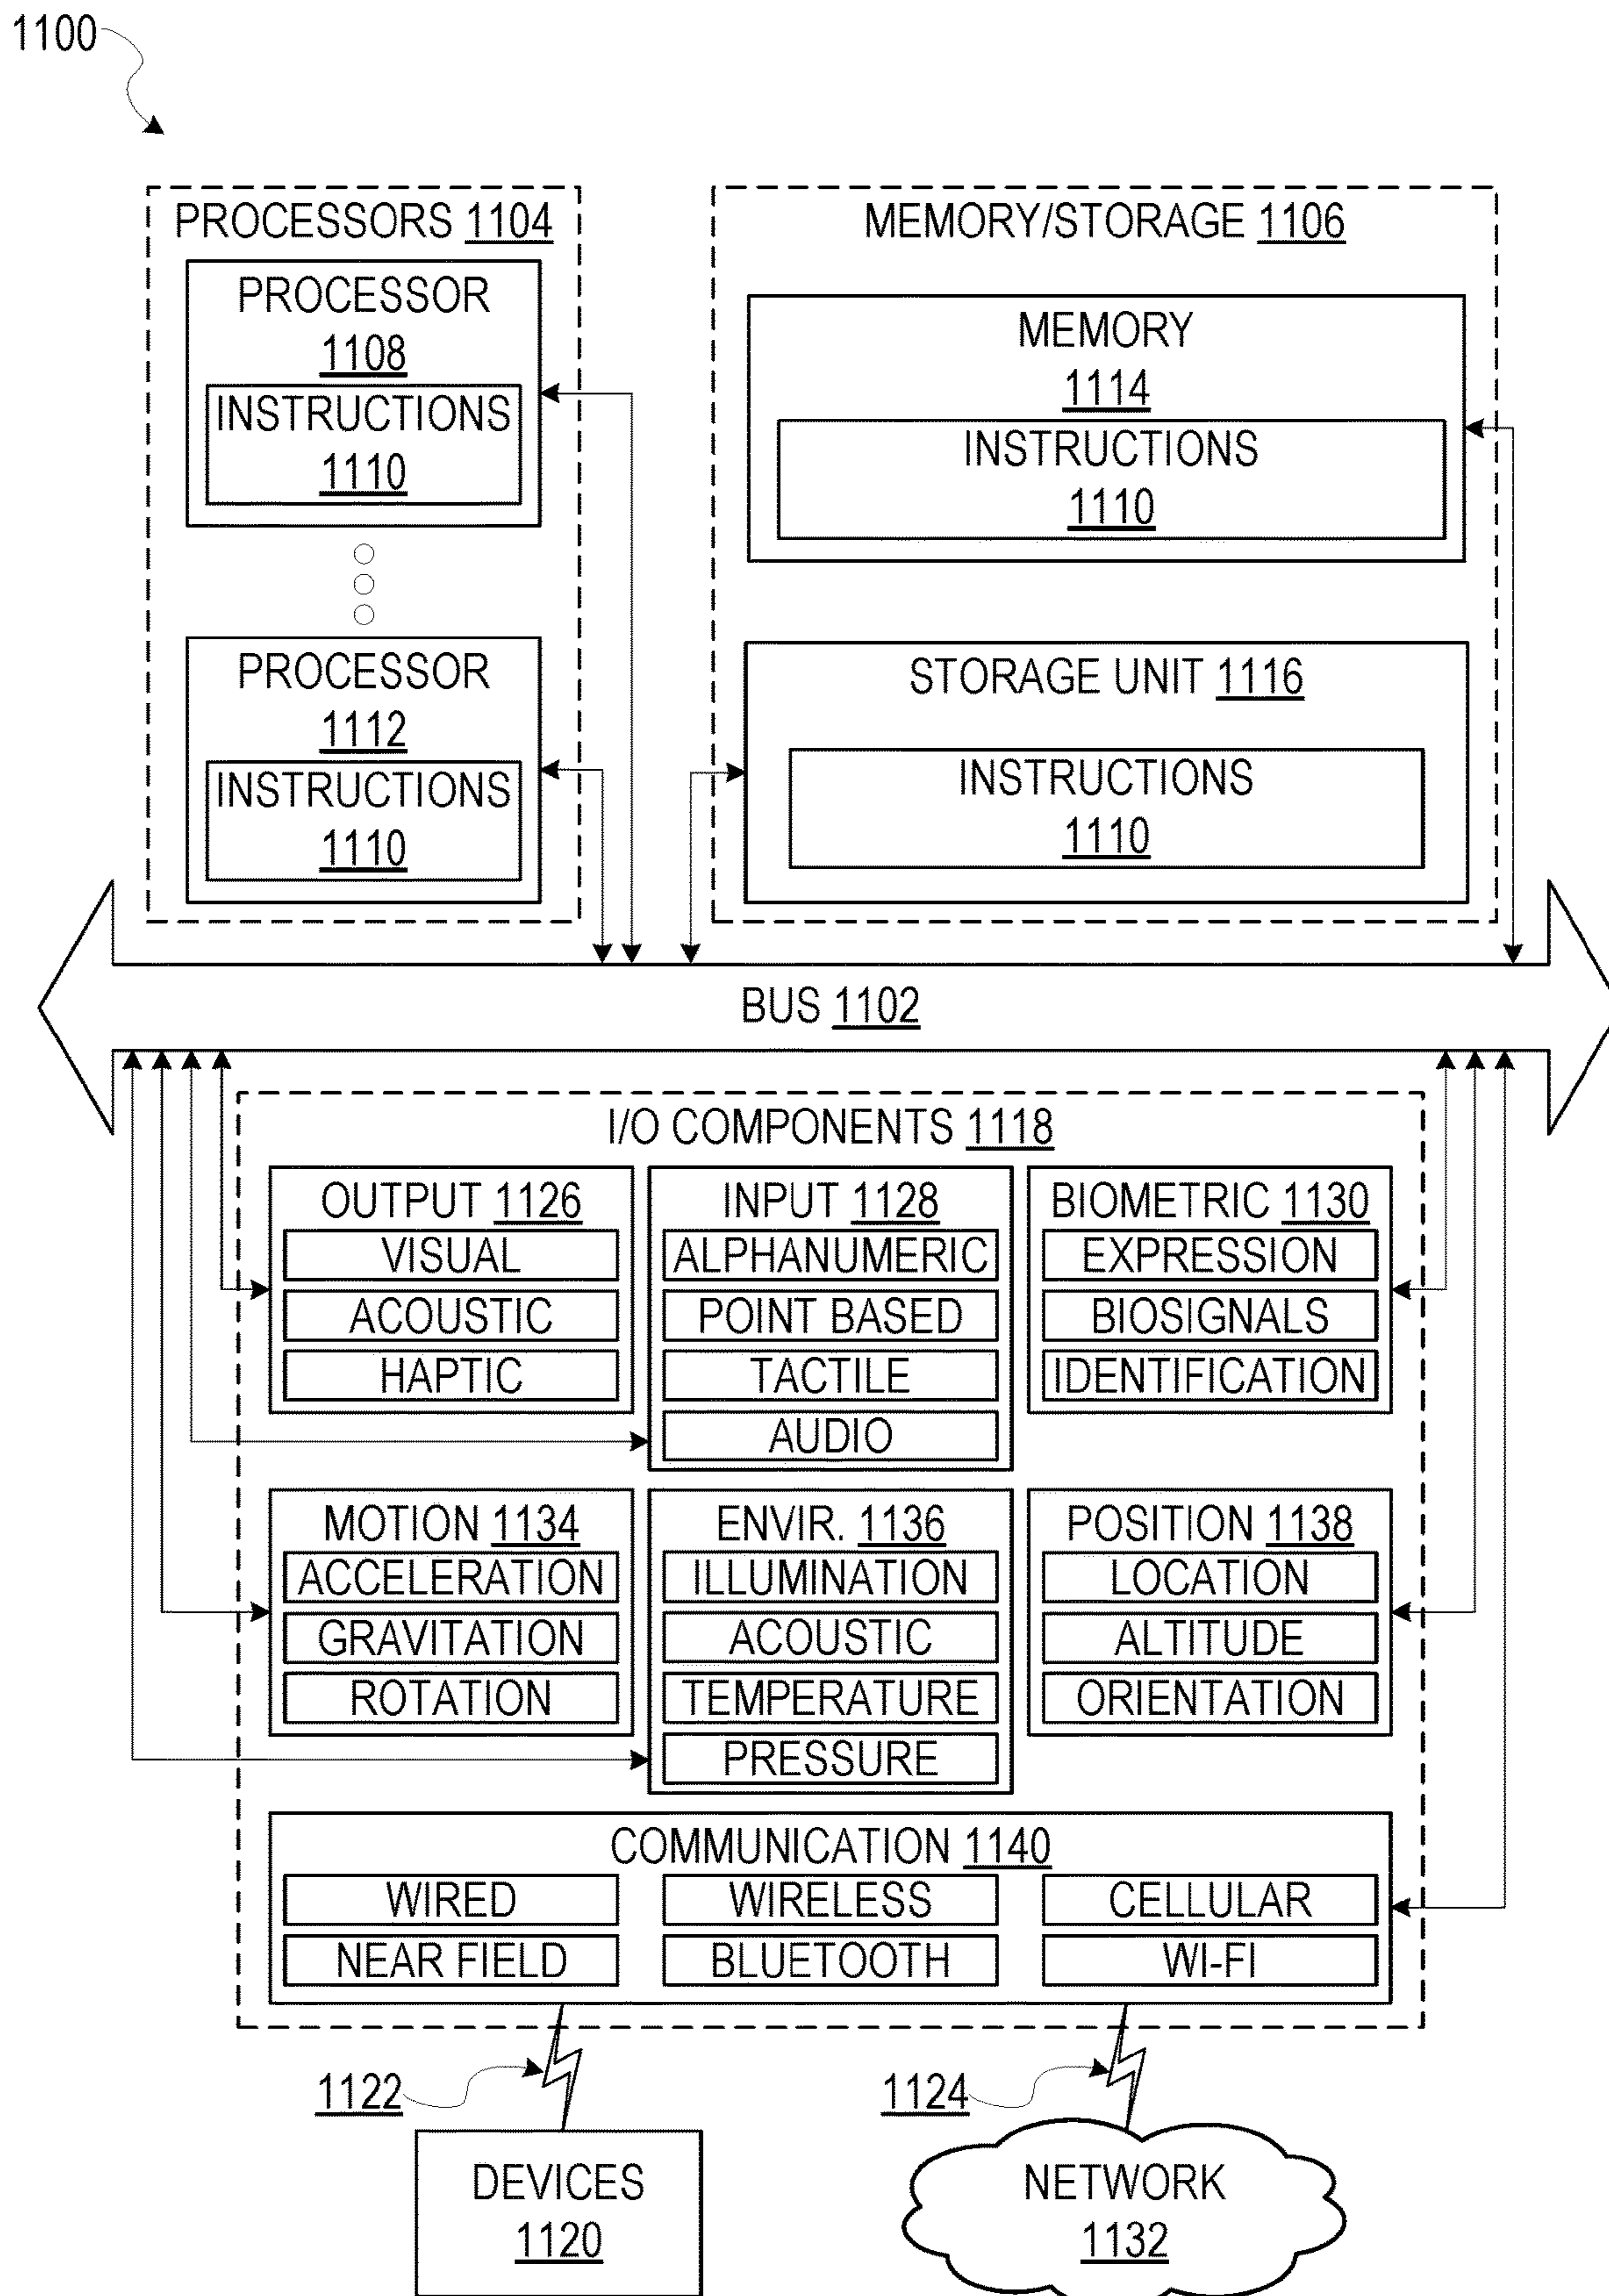 1100
PROCESSORS 1104
PROCESSOR
1108
INSTRUCTIONS
1110
PROCESSOR
1112
INSTRUCTIONS
1110
MEMORY/STORAGE 1106
MEMORY
1114
INSTRUCTIONS
1110
STORAGE UNIT 1116
INSTRUCTIONS
1110
BUS 1102
I/O COMPONENTS 1118
OUTPUT 1126
VISUAL
ACOUSTIC
HAPTIC
INPUT 1128
ALPHANUMERIC
POINT BASED
TACTILE
AUDIO
BIOMETRIC 1130
EXPRESSION
BIOSIGNALS
IDENTIFICATION
MOTION 1134
ACCELERATION
GRAVITATION
ROTATION
ENVIR. 1136
ILLUMINATION
ACOUSTIC
TEMPERATURE
PRESSURE
POSITION 1138
LOCATION
ALTITUDE
ORIENTATION
COMMUNICATION 1140
WIRED
WIRELESS
CELLULAR
NEAR FIELD
BLUETOOTH
WI-FI
1122
1124
DEVICES
1120
NETWORK
1132